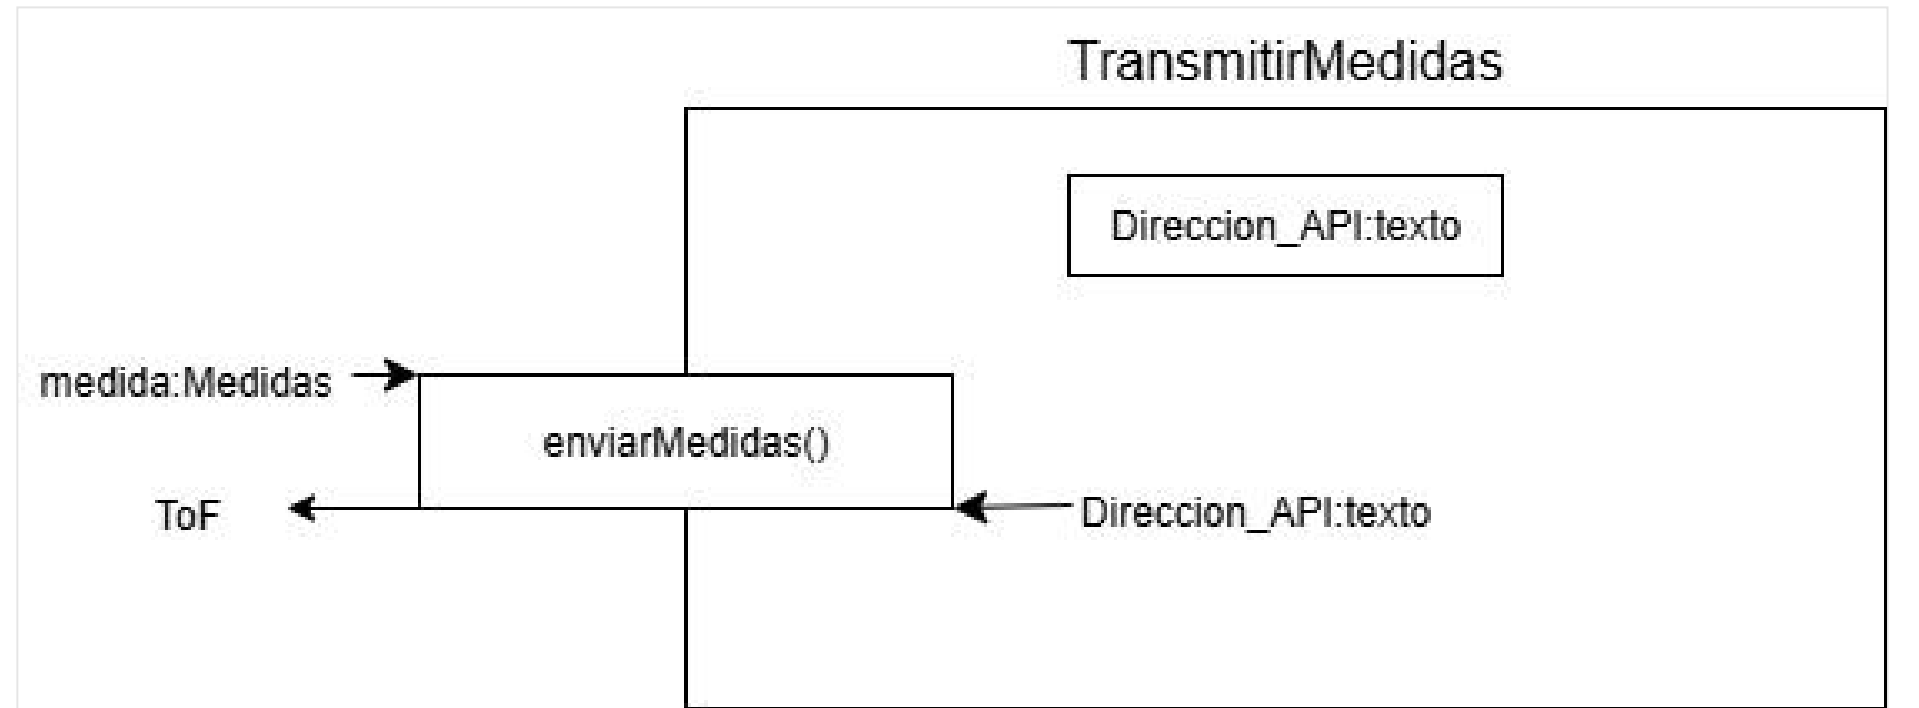 TransmitirMedidas
Direccion_API:texto
medida:Medidas
enviarMedidas()
ToF
Direccion_API:texto